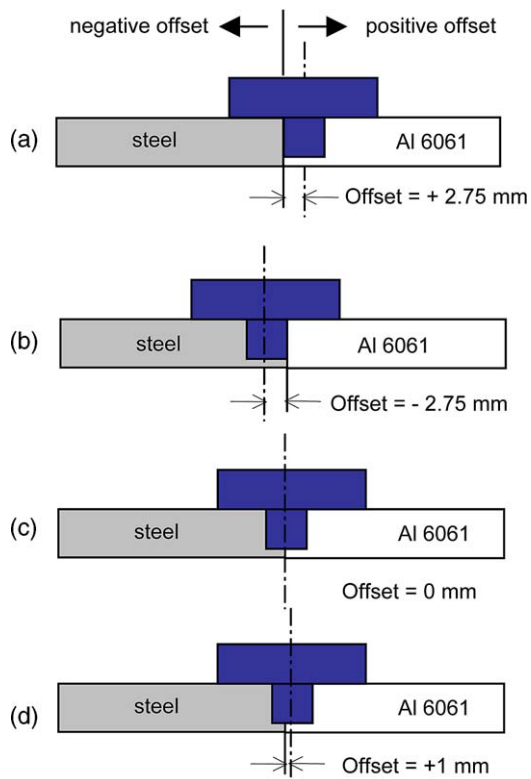 negative offset positive offset
(a) steel Al 6061
Offset = + 2.75 mm
(b) steel Al 6061
Offset = - 2.75 mm
(c) steel Al 6061
Offset = 0 mm
(d) steel Al 6061
Offset = +1 mm